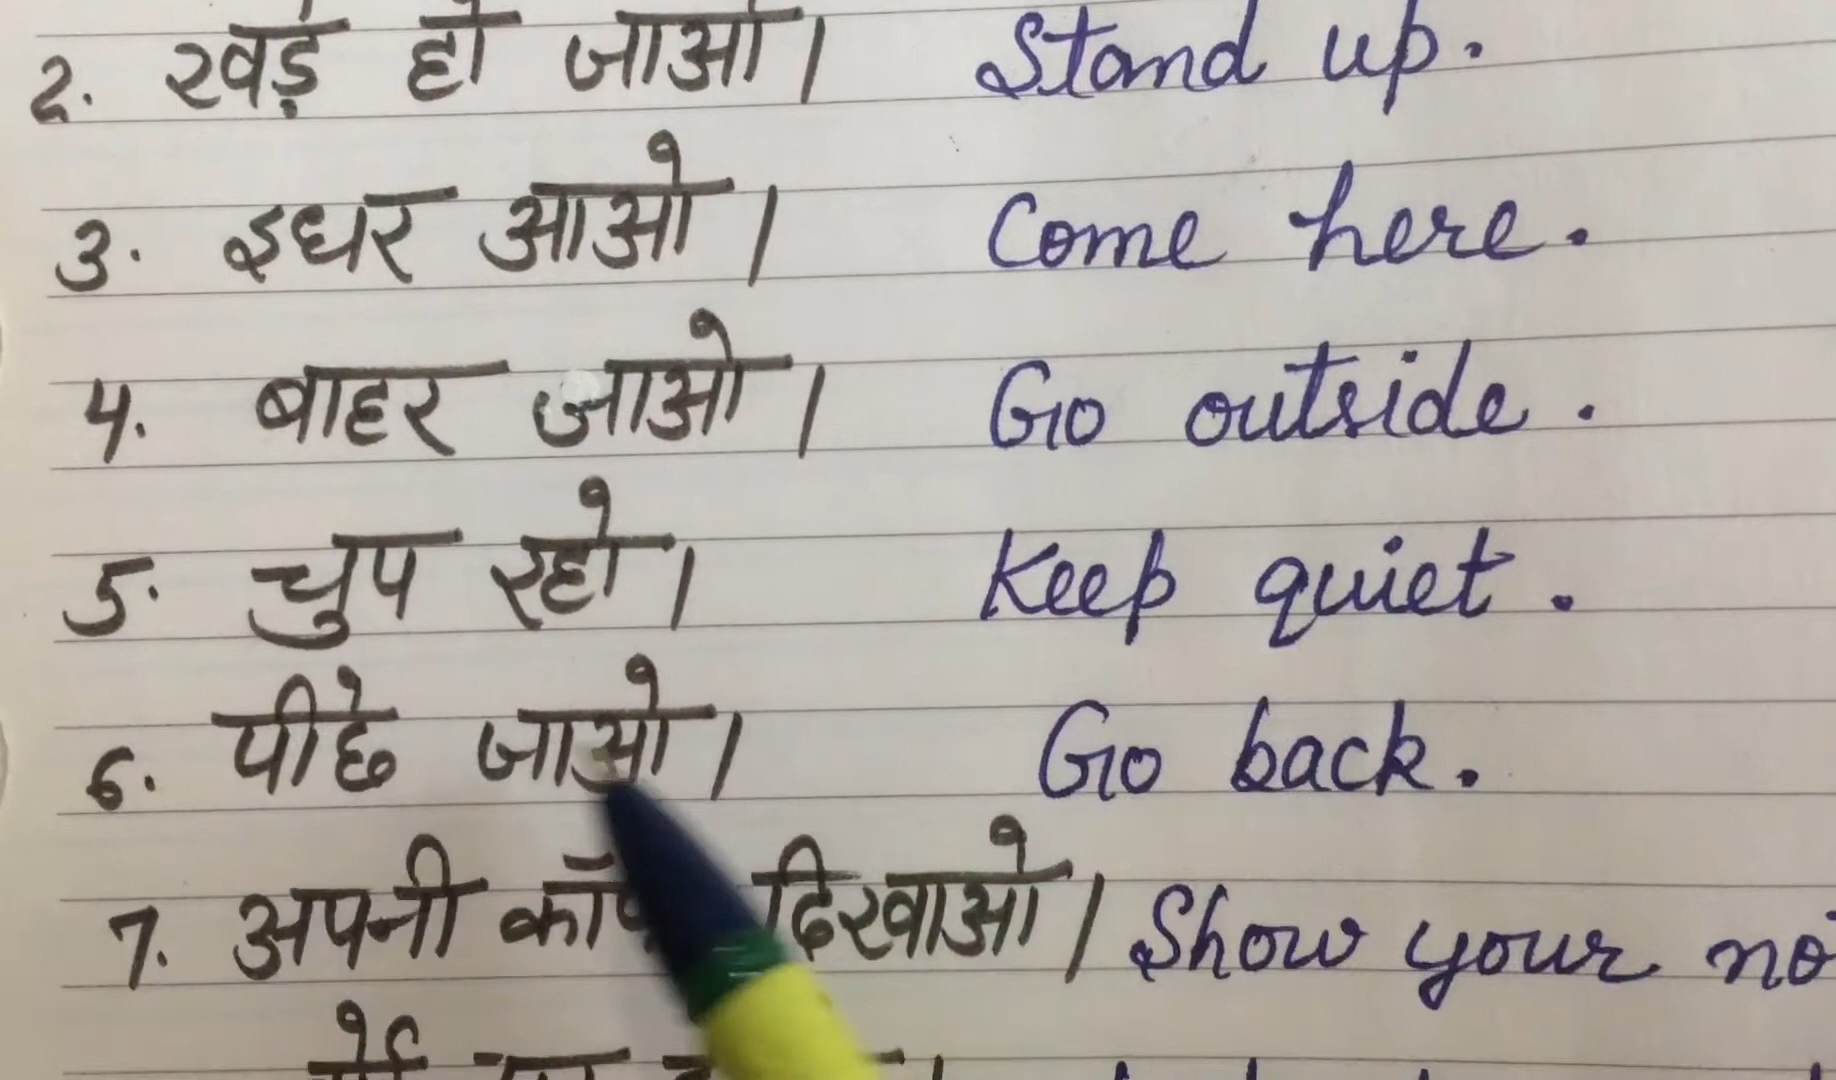 2. खड़े हो जाओ। Stand up.
3. इधर आओ। Come here.
4. बाहर जाओ। Go outside.
5. चुप रहो। Keep quiet.
6. पीछे जाओ। Go back.
7. अपनी दिखाओ। Show your